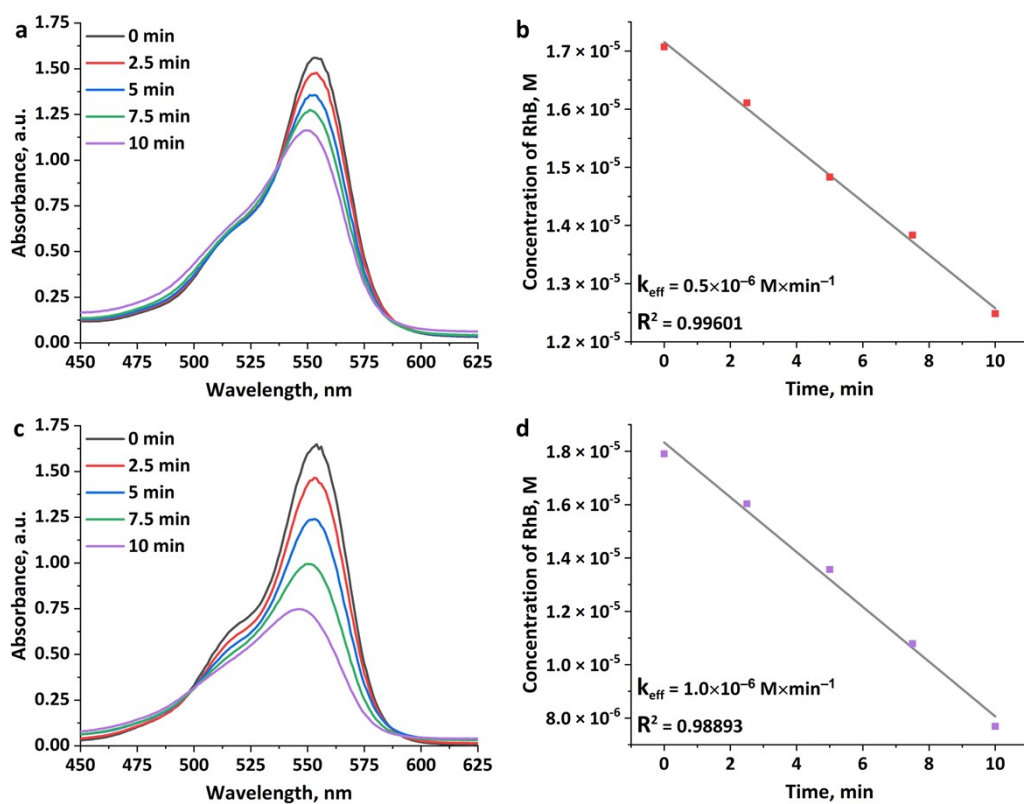 a
1.75
1.50
1.25
1.00
0.75
0.50
0.25
0.00
Absorbance, a.u.
0 min
2.5 min
5 min
7.5 min
10 min
450 475 500 525 550 575 600 625
Wavelength, nm
b
1.7 × 10⁻⁵
1.6 × 10⁻⁵
1.5 × 10⁻⁵
1.4 × 10⁻⁵
1.3 × 10⁻⁵
1.2 × 10⁻⁵
Concentration of RhB, M
k_eff = 0.5×10⁻⁶ M×min⁻¹
R² = 0.99601
0 2 4 6 8 10
Time, min
c
1.75
1.50
1.25
1.00
0.75
0.50
0.25
0.00
Absorbance, a.u.
0 min
2.5 min
5 min
7.5 min
10 min
450 475 500 525 550 575 600 625
Wavelength, nm
d
1.8 × 10⁻⁵
1.6 × 10⁻⁵
1.4 × 10⁻⁵
1.2 × 10⁻⁵
1.0 × 10⁻⁵
8.0 × 10⁻⁶
Concentration of RhB, M
k_eff = 1.0×10⁻⁶ M×min⁻¹
R² = 0.98893
0 2 4 6 8 10
Time, min